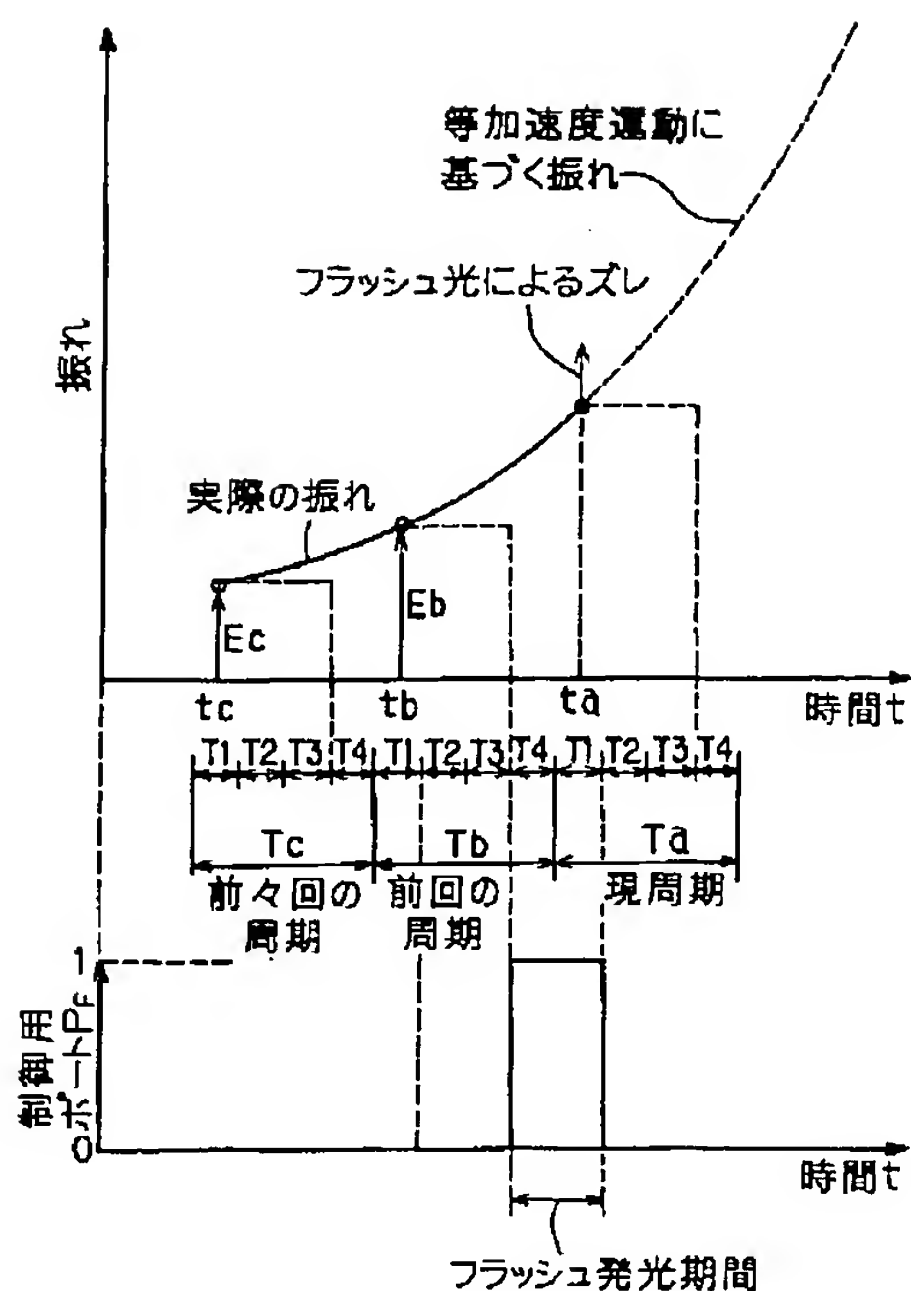 等加速度運動に
基づく振れ
フラッシュ光によるズレ
振れ
実際の振れ
Ec
Eb
tc
tb
ta
時間t
T1 T2 T3 T4 T1 T2 T3 T4 T1 T2 T3 T4
Tc
Tb
Ta
前々回の
周期
前回の
周期
現周期
1
制御用
ポートPF
0
時間t
フラッシュ発光期間